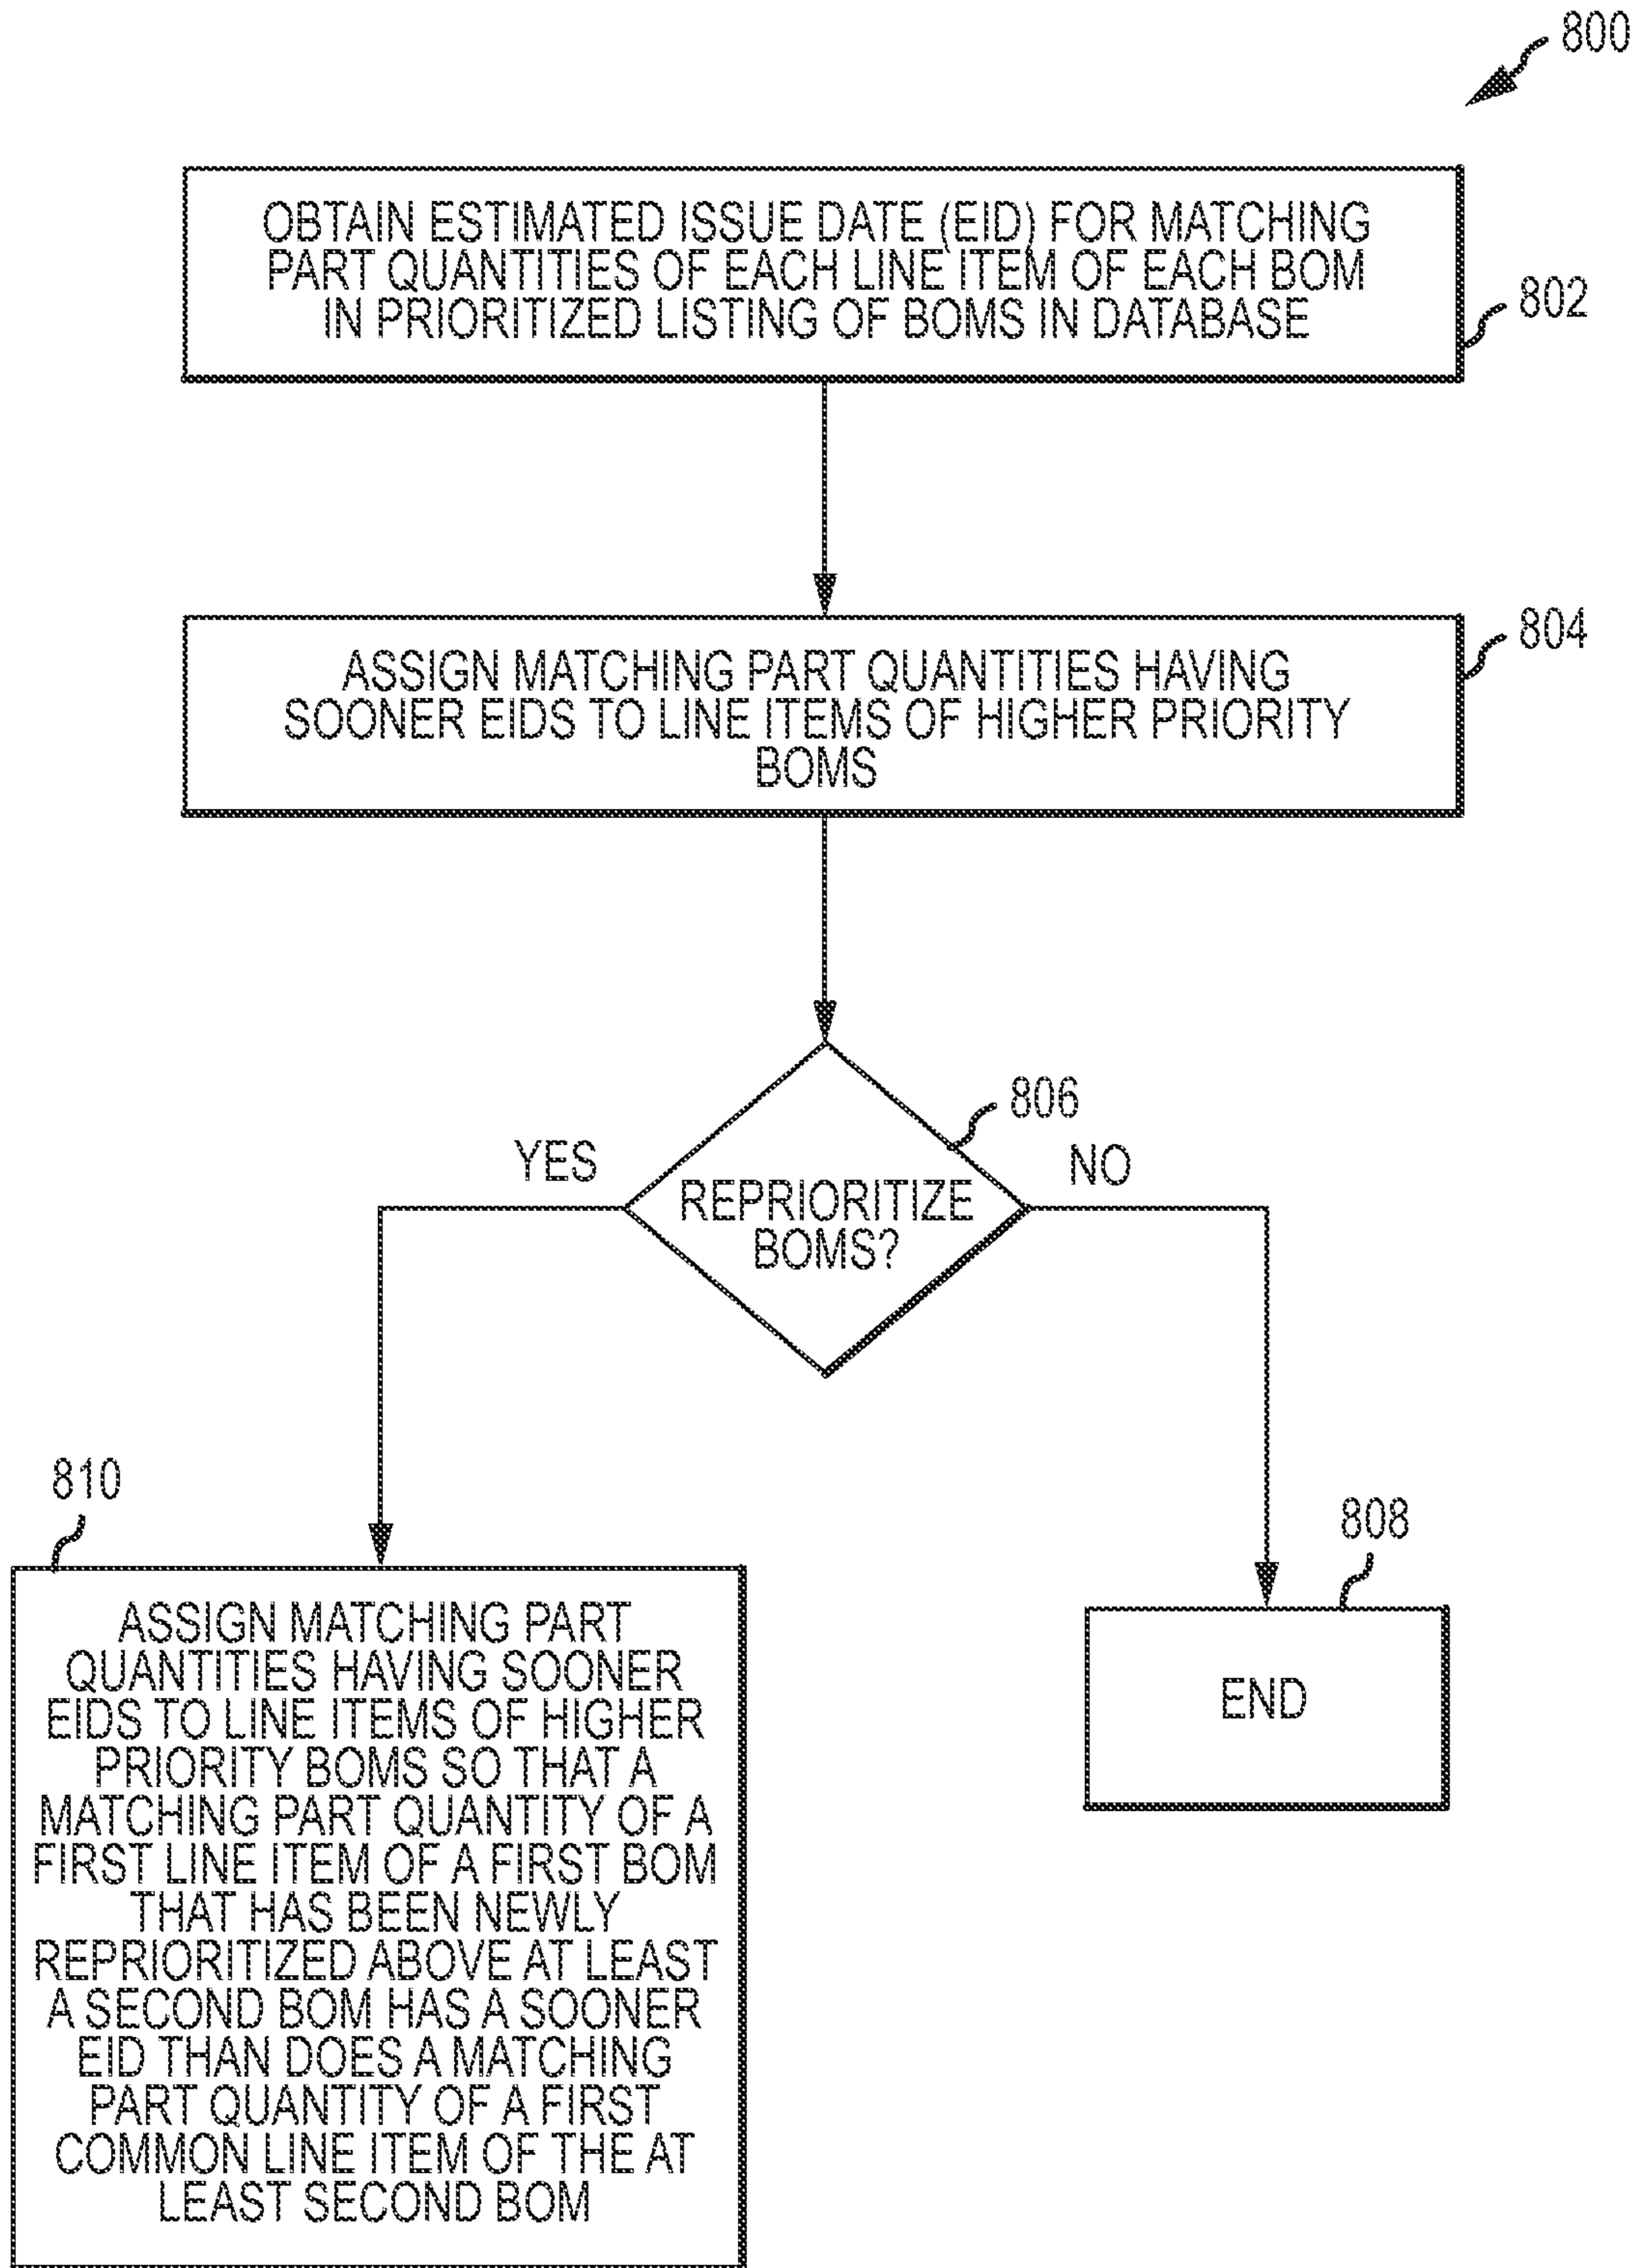 800
OBTAIN ESTIMATED ISSUE DATE (EID) FOR MATCHING
PART QUANTITIES OF EACH LINE ITEM OF EACH BOM
IN PRIORITIZED LISTING OF BOMS IN DATABASE
802
804
ASSIGN MATCHING PART QUANTITIES HAVING
SOONER EIDS TO LINE ITEMS OF HIGHER PRIORITY
BOMS
806
YES
NO
REPRIORITIZE
BOMS?
810
ASSIGN MATCHING PART
QUANTITIES HAVING SOONER
EIDS TO LINE ITEMS OF HIGHER
PRIORITY BOMS SO THAT A
MATCHING PART QUANTITY OF A
FIRST LINE ITEM OF A FIRST BOM
THAT HAS BEEN NEWLY
REPRIORITIZED ABOVE AT LEAST
A SECOND BOM HAS A SOONER
EID THAN DOES A MATCHING
PART QUANTITY OF A FIRST
COMMON LINE ITEM OF THE AT
LEAST SECOND BOM
808
END